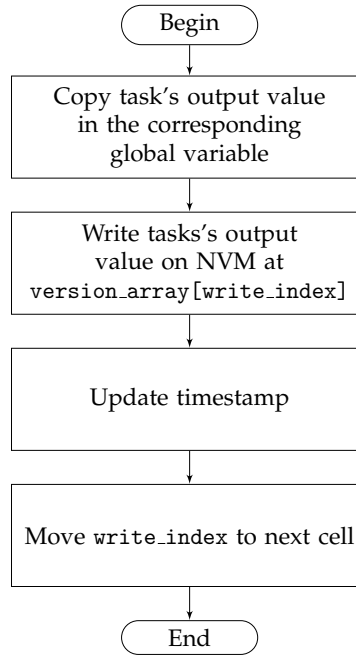 Begin
Copy task's output value
in the corresponding
global variable
Write tasks's output
value on NVM at
version_array[write_index]
Update timestamp
Move write_index to next cell
End